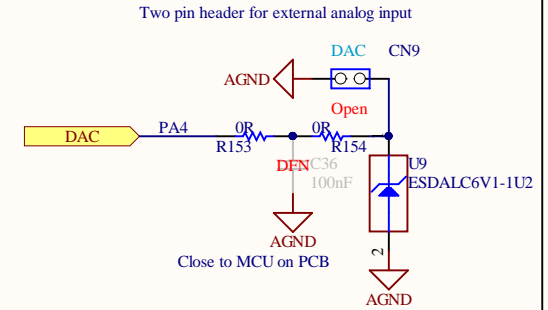 Two pin header for external analog input
DAC CN9
AGND
Open
DAC PA4 0R 0R
R153 R154
U9
C36
ESDALC6V1-1U2
100nF
AGND
2
Close to MCU on PCB
AGND